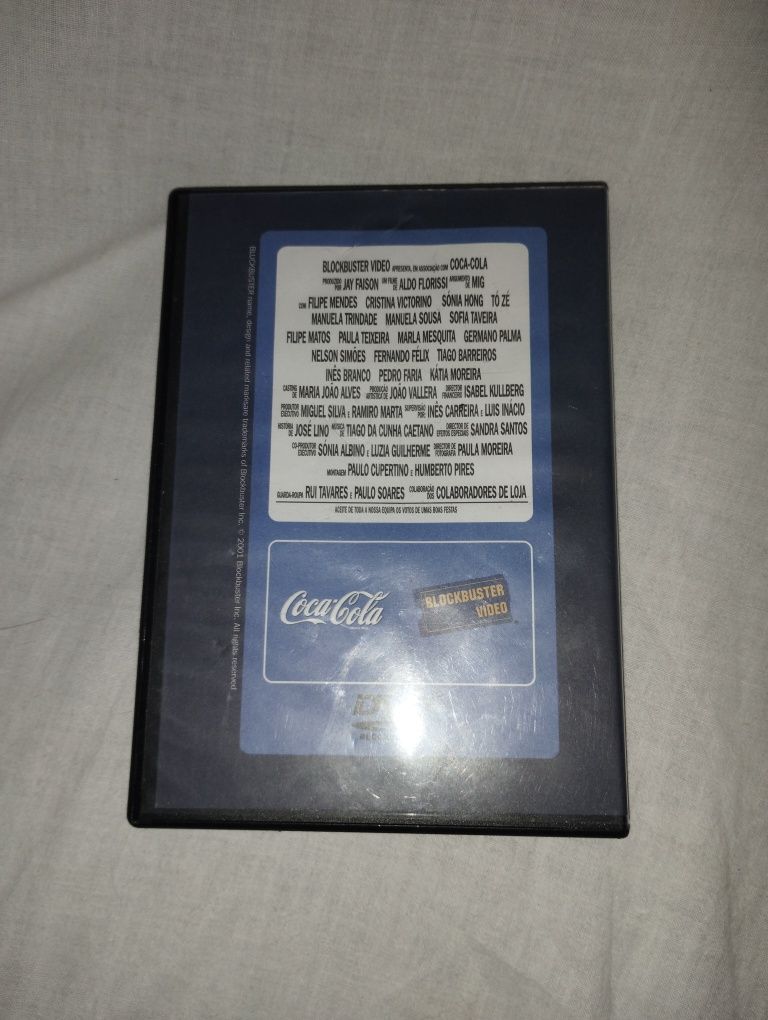 BLOCKBUSTER VIDEO APRESENTA, EM ASSOCIAÇÃO COM COCA-COLA
PRODUZIDO POR JAY FAISON UM FILME DE ALDO FLORISSI ARGUMENTO DE MIG
COM FILIPE MENDES CRISTINA VICTORINO SÓNIA HONG TÓ ZÉ
MANUELA TRINDADE MANUELA SOUSA SOFIA TAVEIRA
FILIPE MATOS PAULA TEIXEIRA MARLA MESQUITA GERMANO PALMA
NELSON SIMÕES FERNANDO FÉLIX TIAGO BARREIROS
INÊS BRANCO PEDRO FARIA KÁTIA MOREIRA
CASTING DE MARIA JOÃO ALVES PRODUÇÃO ARTÍSTICA DE JOÃO VALLERA DIRECTOR FINANCEIRO ISABEL KULLBERG
PRODUTOR EXECUTIVO MIGUEL SILVA E RAMIRO MARTA SUPERVISÃO POR INÊS CARREIRA E LUIS INÁCIO
HISTÓRIA DE JOSÉ LINO MÚSICA DE TIAGO DA CUNHA CAETANO DIRECTOR DE EFEITOS ESPECIAIS SANDRA SANTOS
CO-PRODUTOR EXECUTIVO SÓNIA ALBINO E LUZIA GUILHERME DIRECTOR DE FOTOGRAFIA PAULA MOREIRA
MONTAGEM PAULO CUPERTINO E HUMBERTO PIRES
GUARDA-ROUPA RUI TAVARES E PAULO SOARES COLABORAÇÃO DOS COLABORADORES DE LOJA
ACEITE DE TODA A NOSSA EQUIPA OS VOTOS DE UMAS BOAS FESTAS
Coca-Cola
BLOCKBUSTER
VIDEO
BLOCKBUSTER name, design and related marks are trademarks of Blockbuster Inc. © 2001 Blockbuster Inc. All rights reserved